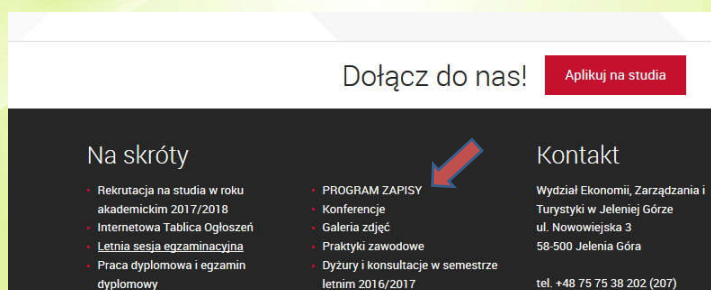 Dołącz do nas!
Aplikuj na studia
Na skróty
Rekrutacja na studia w roku
akademickim 2017/2018
Internetowa Tablica Ogłoszeń
Letnia sesja egzaminacyjna
Praca dyplomowa i egzamin
dyplomowy
PROGRAM ZAPISY
Konferencje
Galeria zdjęć
Praktyki zawodowe
Dyżury i konsultacje w semestrze
letnim 2016/2017
Kontakt
Wydział Ekonomii, Zarządzania i
Turystyki w Jeleniej Górze
ul. Nowowiejska 3
58-500 Jelenia Góra
tel. +48 75 75 38 202 (207)